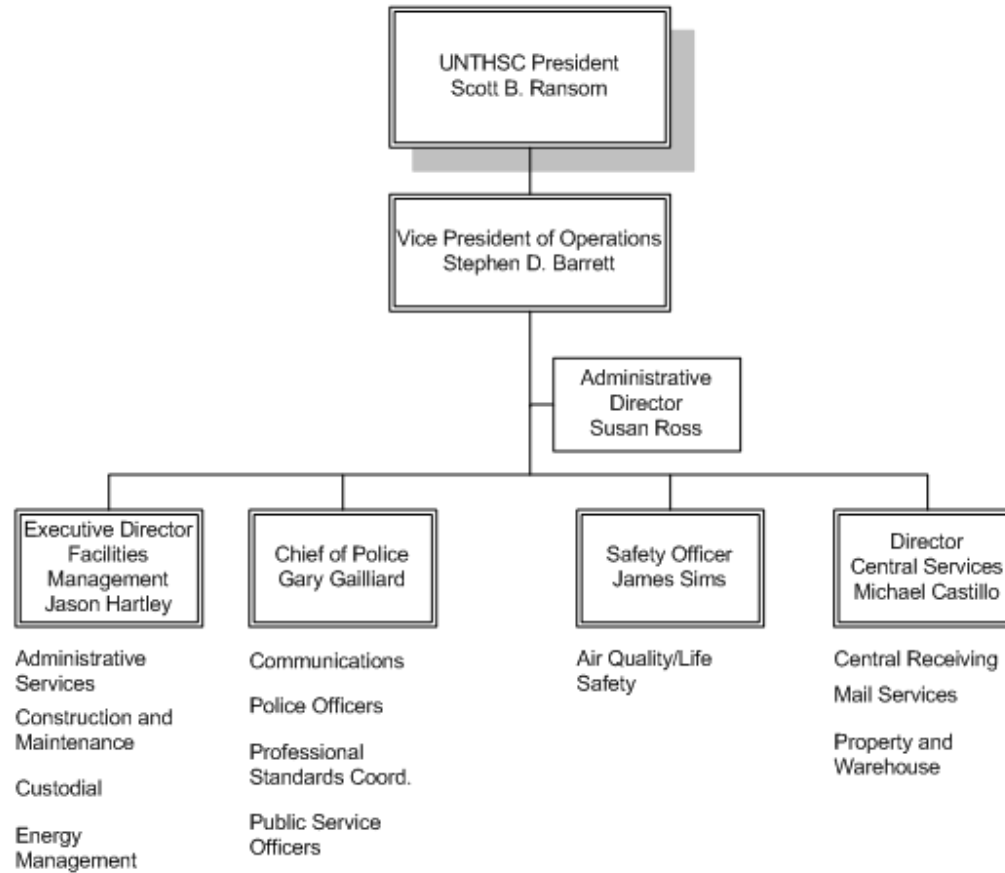 UNTHSC President
Scott B. Ransom
Vice President of Operations
Stephen D. Barrett
Administrative
Director
Susan Ross
Executive Director
Facilities
Management
Jason Hartley
Administrative
Services
Construction and
Maintenance
Custodial
Energy
Management
Chief of Police
Gary Gailliard
Communications
Police Officers
Professional
Standards Coord.
Public Service
Officers
Safety Officer
James Sims
Air Quality/Life
Safety
Director
Central Services
Michael Castillo
Central Receiving
Mail Services
Property and
Warehouse